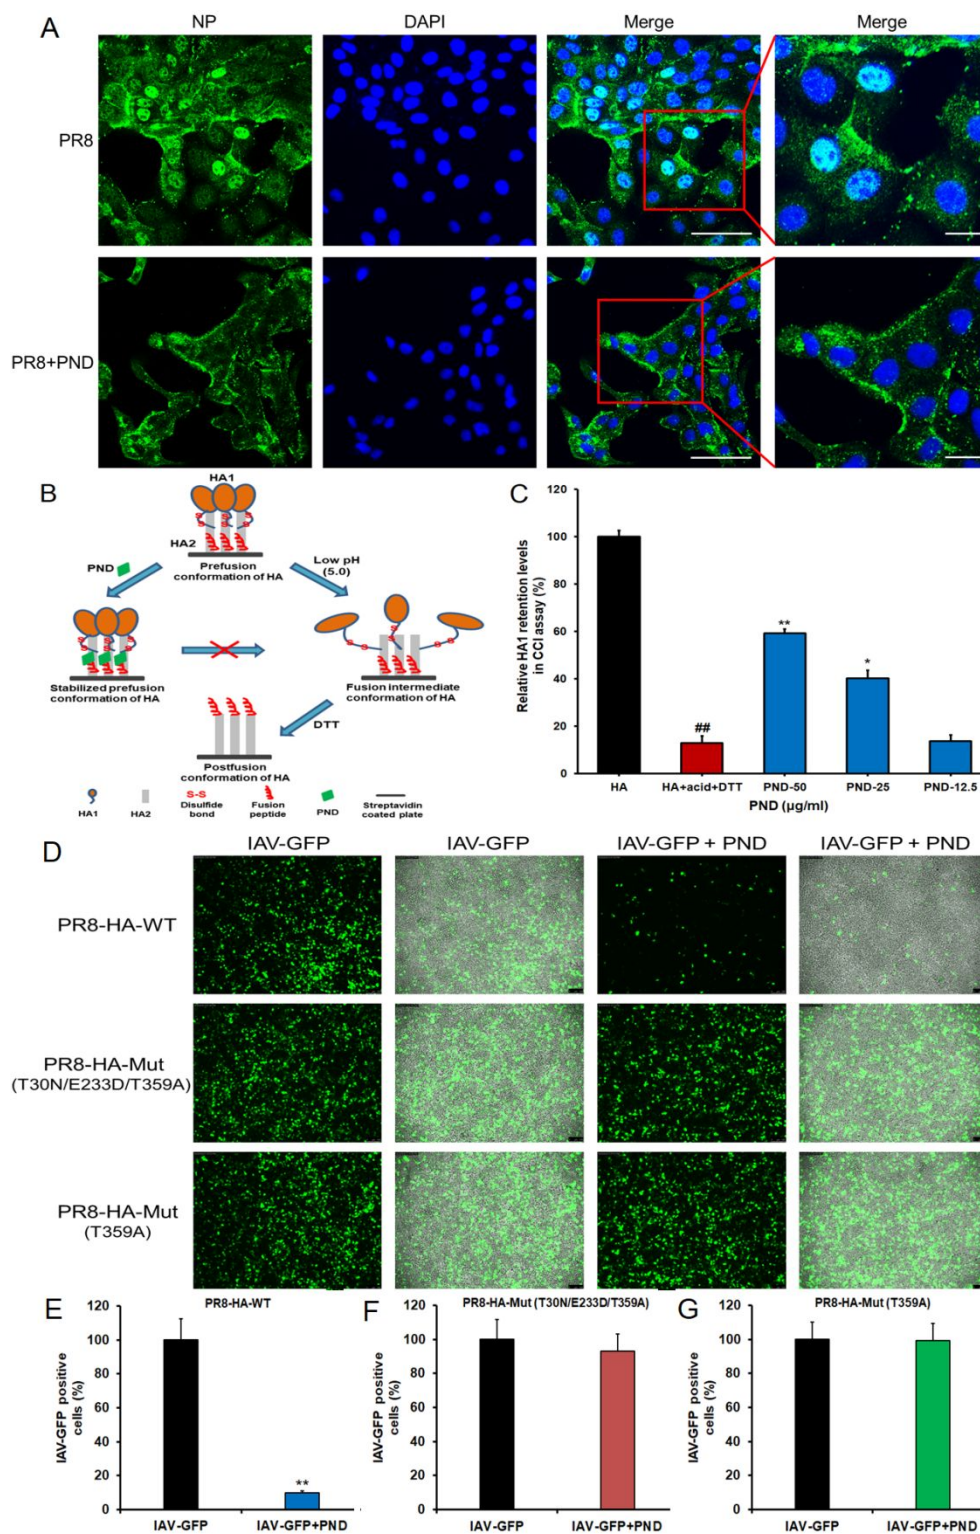 A
NP
DAPI
Merge
Merge
PR8
PR8+PND
B
HA1
HA2
Prefusion
conformation of HA
PND
Low pH
(5.0)
S-S
Stabilized prefusion
conformation of HA
Fusion intermediate
conformation of HA
DTT
Postfusion
conformation of HA
HA1
HA2
S-S
Disulfide
bond
Fusion
peptide
PND
Streptavidin
coated plate
C
Relative HA1 retention levels
in CCI assay (%)
120
100
80
60
40
20
0
##
**
*
HA
HA+acid+DTT
PND-50
PND-25
PND-12.5
PND (µg/ml)
D
IAV-GFP
IAV-GFP
IAV-GFP + PND
IAV-GFP + PND
PR8-HA-WT
PR8-HA-Mut
(T30N/E233D/T359A)
PR8-HA-Mut
(T359A)
E
PR8-HA-WT
IAV-GFP positive
cells (%)
120
100
80
60
40
20
0
**
IAV-GFP
IAV-GFP+PND
F
PR8-HA-Mut (T30N/E233D/T359A)
IAV-GFP positive
cells (%)
120
100
80
60
40
20
0
IAV-GFP
IAV-GFP+PND
G
PR8-HA-Mut (T359A)
IAV-GFP positive
cells (%)
120
100
80
60
40
20
0
IAV-GFP
IAV-GFP+PND